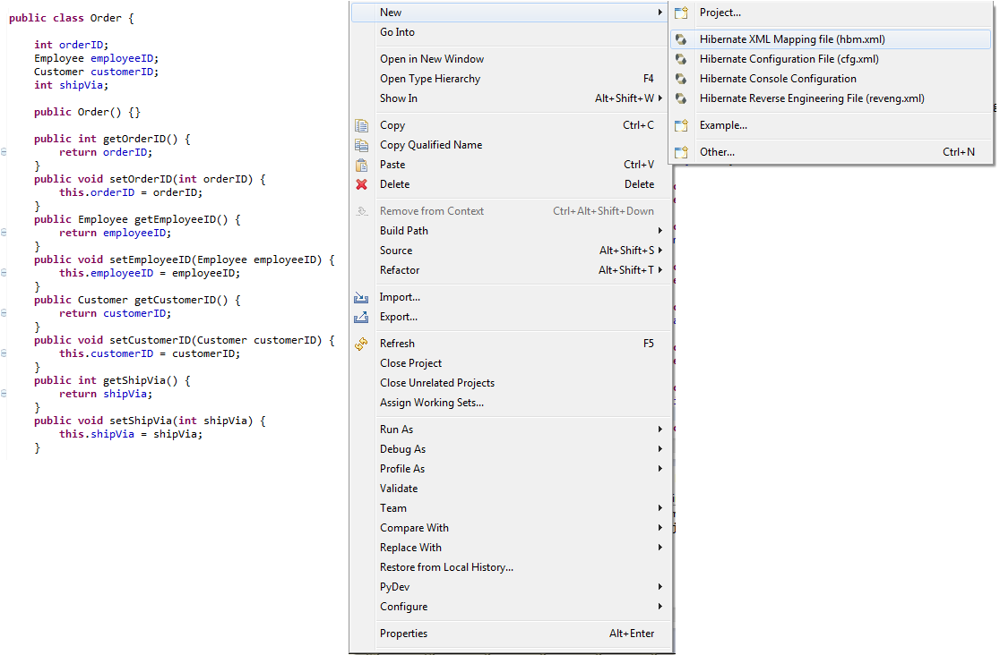 public class Order {
int orderID;
Employee employeeID;
Customer customerID;
int shipVia;
public Order() {}
public int getOrderID() {
return orderID;
}
public void setOrderID(int orderID) {
this.orderID = orderID;
}
public Employee getEmployeeID() {
return employeeID;
}
public void setEmployeeID(Employee employeeID) {
this.employeeID = employeeID;
}
public Customer getCustomerID() {
return customerID;
}
public void setCustomerID(Customer customerID) {
this.customerID = customerID;
}
public int getShipVia() {
return shipVia;
}
public void setShipVia(int shipVia) {
this.shipVia = shipVia;
}
New
Go Into
Open in New Window
Open Type Hierarchy F4
Show In Alt+Shift+W
Copy Ctrl+C
Copy Qualified Name
Paste Ctrl+V
Delete Delete
Remove from Context Ctrl+Alt+Shift+Down
Build Path
Source Alt+Shift+S
Refactor Alt+Shift+T
Import...
Export...
Refresh F5
Close Project
Close Unrelated Projects
Assign Working Sets...
Run As
Debug As
Profile As
Validate
Team
Compare With
Replace With
Restore from Local History...
PyDev
Configure
Properties Alt+Enter
Project...
Hibernate XML Mapping file (hbm.xml)
Hibernate Configuration File (cfg.xml)
Hibernate Console Configuration
Hibernate Reverse Engineering File (reveng.xml)
Example...
Other... Ctrl+N